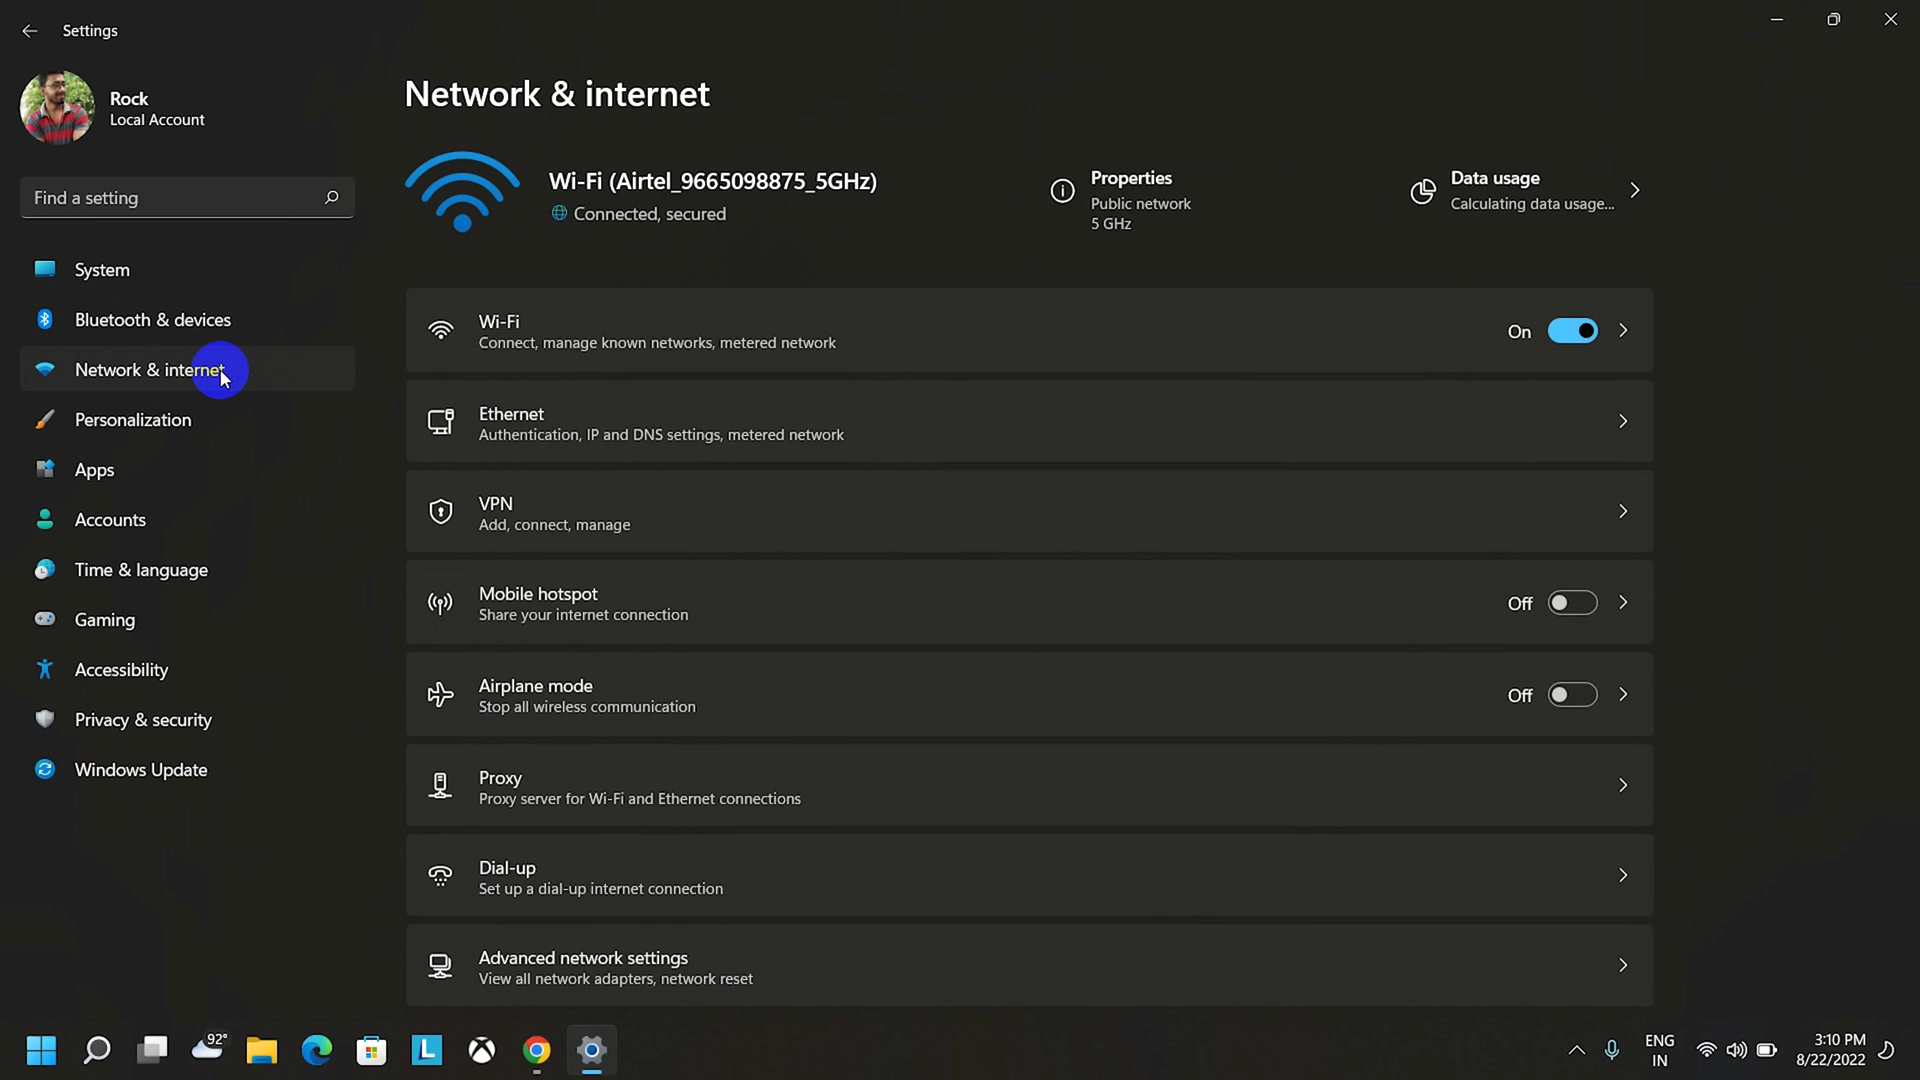 Settings
Rock
Local Account
Find a setting
System
Bluetooth & devices
Network & internet
Personalization
Apps
Accounts
Time & language
Gaming
Accessibility
Privacy & security
Windows Update
Network & internet
Wi-Fi (Airtel_9665098875_5GHz)
Connected, secured
Properties
Public network
5 GHz
Data usage
Calculating data usage...
Wi-Fi
Connect, manage known networks, metered network
On
Ethernet
Authentication, IP and DNS settings, metered network
VPN
Add, connect, manage
Mobile hotspot
Share your internet connection
Off
Airplane mode
Stop all wireless communication
Off
Proxy
Proxy server for Wi-Fi and Ethernet connections
Dial-up
Set up a dial-up internet connection
Advanced network settings
View all network adapters, network reset
92°
L
ENG
IN
3:10 PM
8/22/2022